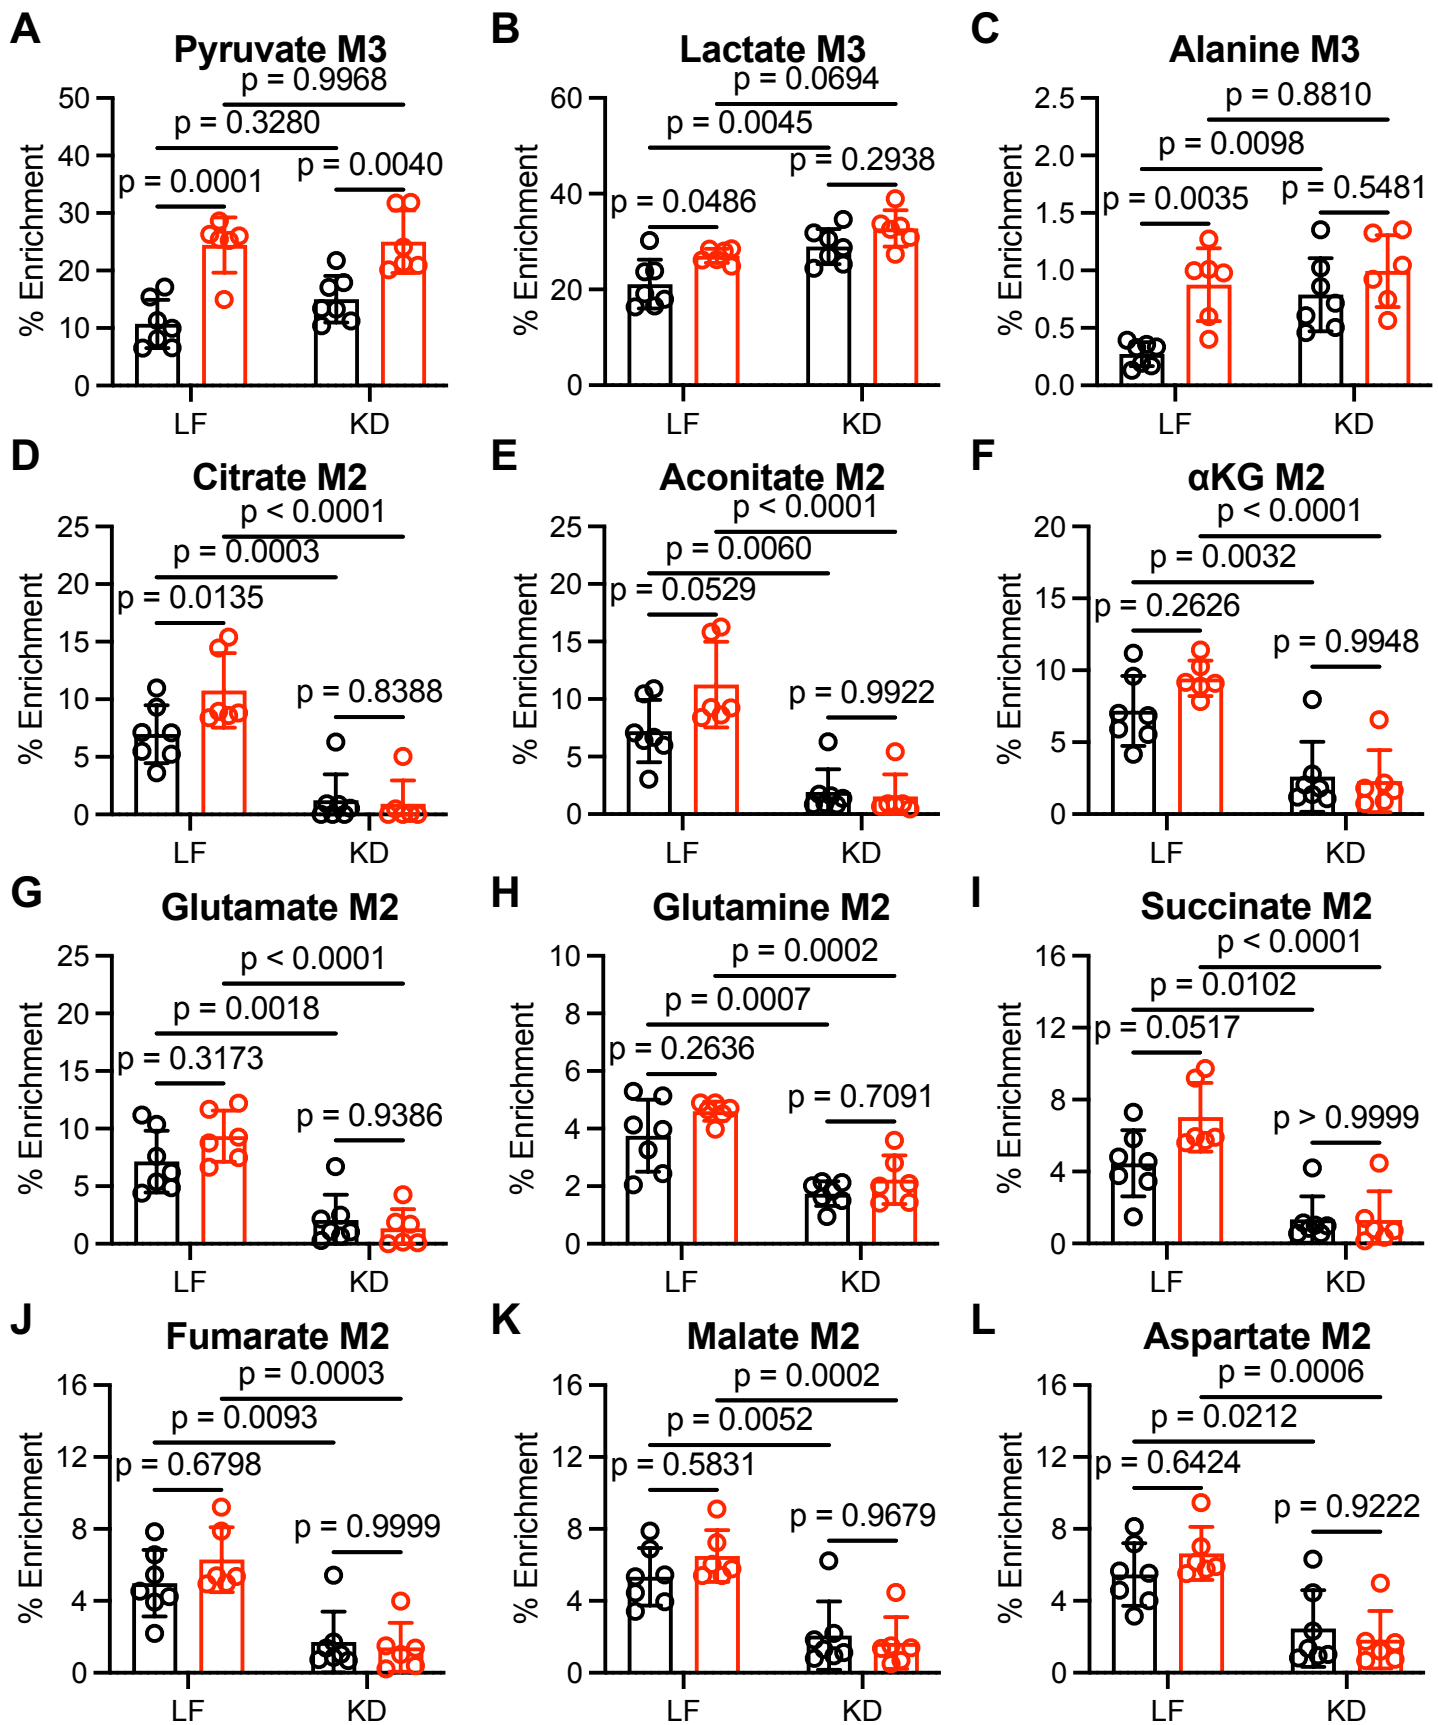 A
Pyruvate M3
p = 0.9968
p = 0.3280
p = 0.0001
p = 0.0040
% Enrichment
50
40
30
20
10
0
LF
KD
B
Lactate M3
p = 0.0694
p = 0.0045
p = 0.2938
p = 0.0486
% Enrichment
60
40
20
0
LF
KD
C
Alanine M3
p = 0.8810
p = 0.0098
p = 0.0035
p = 0.5481
% Enrichment
2.5
2.0
1.5
1.0
0.5
0.0
LF
KD
D
Citrate M2
p < 0.0001
p = 0.0003
p = 0.0135
p = 0.8388
% Enrichment
25
20
15
10
5
0
LF
KD
E
Aconitate M2
p < 0.0001
p = 0.0060
p = 0.0529
p = 0.9922
% Enrichment
25
20
15
10
5
0
LF
KD
F
αKG M2
p < 0.0001
p = 0.0032
p = 0.2626
p = 0.9948
% Enrichment
20
15
10
5
0
LF
KD
G
Glutamate M2
p < 0.0001
p = 0.0018
p = 0.3173
p = 0.9386
% Enrichment
25
20
15
10
5
0
LF
KD
H
Glutamine M2
p = 0.0002
p = 0.0007
p = 0.2636
p = 0.7091
% Enrichment
10
8
6
4
2
0
LF
KD
I
Succinate M2
p < 0.0001
p = 0.0102
p = 0.0517
p > 0.9999
% Enrichment
16
12
8
4
0
LF
KD
J
Fumarate M2
p = 0.0003
p = 0.0093
p = 0.6798
p = 0.9999
% Enrichment
16
12
8
4
0
LF
KD
K
Malate M2
p = 0.0002
p = 0.0052
p = 0.5831
p = 0.9679
% Enrichment
16
12
8
4
0
LF
KD
L
Aspartate M2
p = 0.0006
p = 0.0212
p = 0.6424
p = 0.9222
% Enrichment
16
12
8
4
0
LF
KD